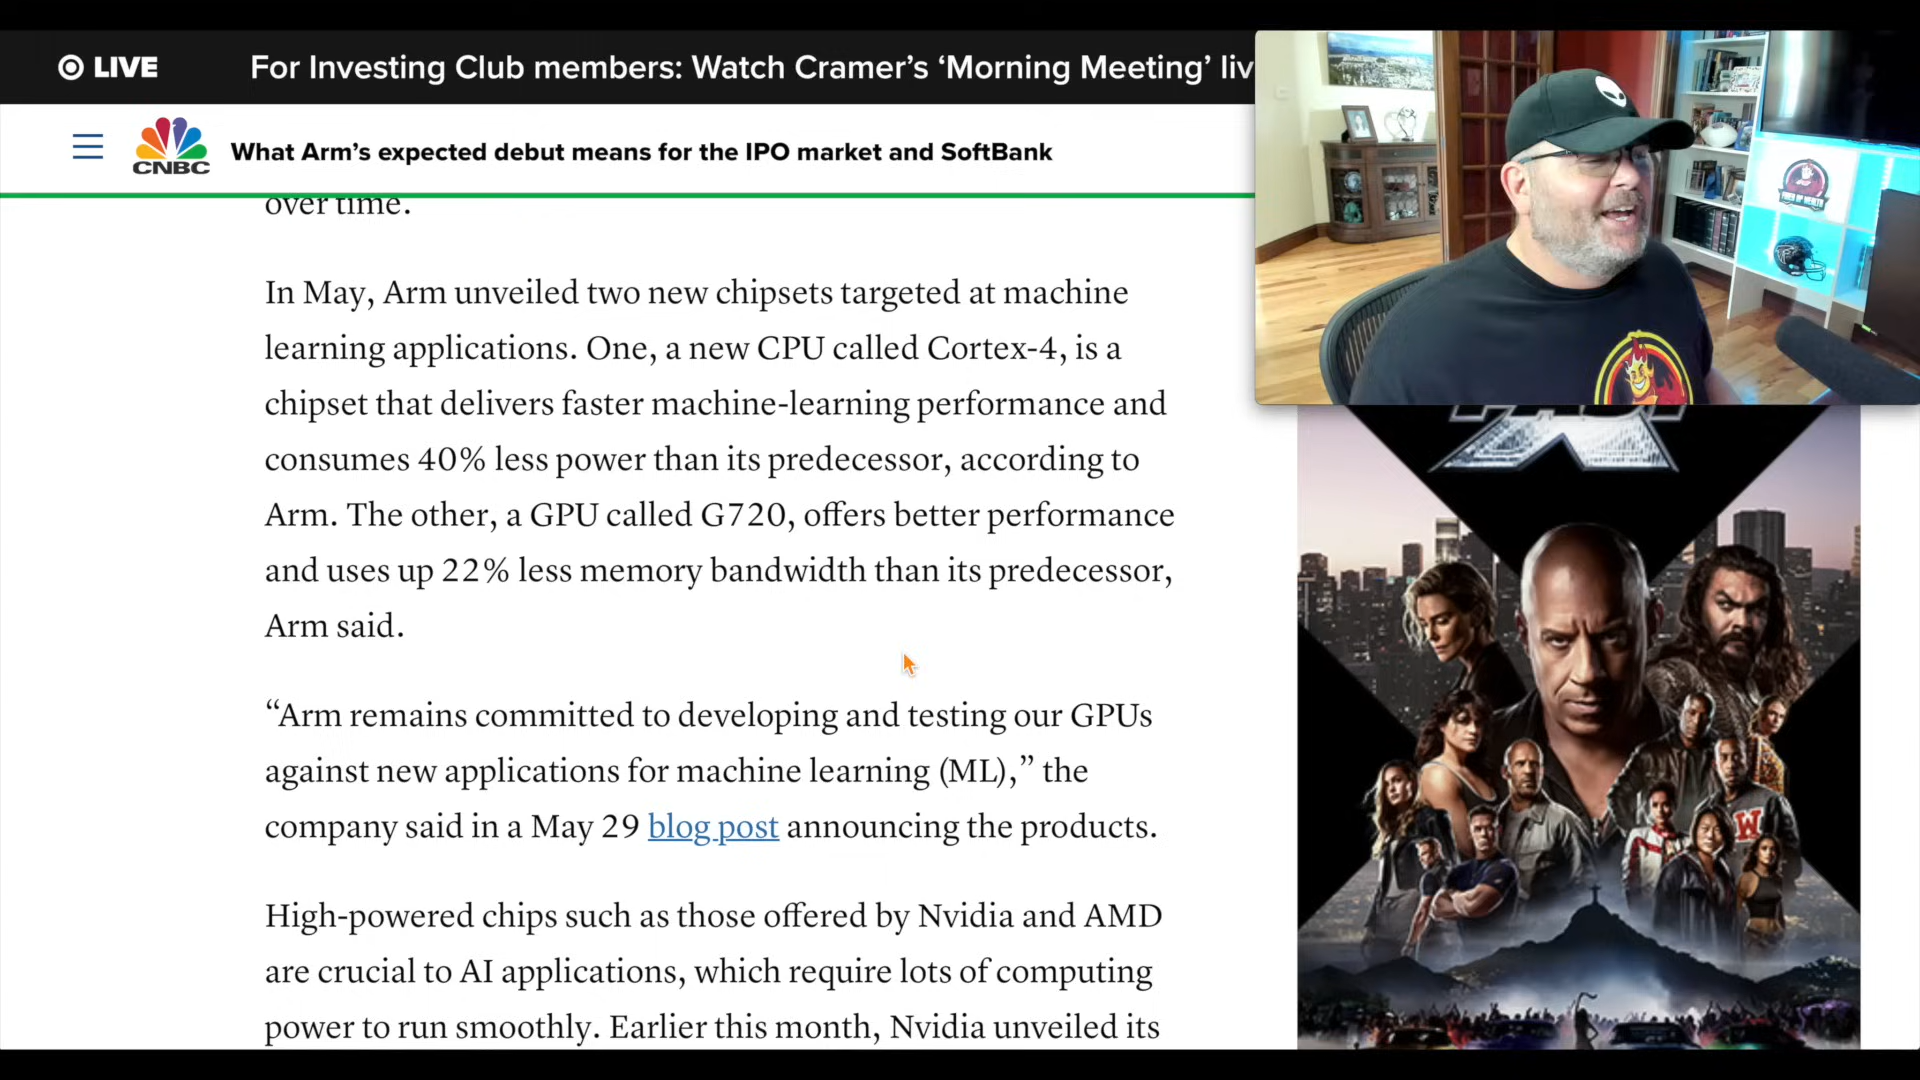 LIVE
For Investing Club members: Watch Cramer’s ‘Morning Meeting’ liv
CNBC
What Arm’s expected debut means for the IPO market and SoftBank
over time.
In May, Arm unveiled two new chipsets targeted at machine
learning applications. One, a new CPU called Cortex-4, is a
chipset that delivers faster machine-learning performance and
consumes 40% less power than its predecessor, according to
Arm. The other, a GPU called G720, offers better performance
and uses up 22% less memory bandwidth than its predecessor,
Arm said.
“Arm remains committed to developing and testing our GPUs
against new applications for machine learning (ML),” the
company said in a May 29 blog post announcing the products.
High-powered chips such as those offered by Nvidia and AMD
are crucial to AI applications, which require lots of computing
power to run smoothly. Earlier this month, Nvidia unveiled its
W